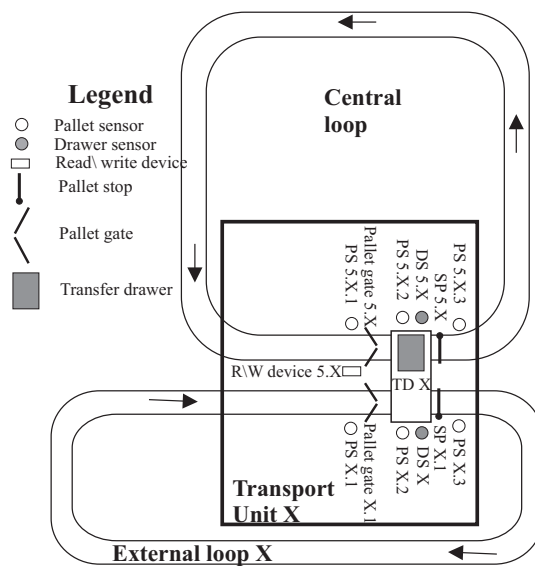 Legend
Pallet sensor
Drawer sensor
Read\ write device
Pallet stop
Pallet gate
Transfer drawer
Central
loop
PS 5.X.1
Pallet gate 5.X
PS 5.X.2
DS 5.X
SP 5.X
PS 5.X.3
R\W device 5.X
TD X
PS X.1
Pallet gate X.1
PS X.2
DS X
SP X.1
PS X.3
Transport
Unit X
External loop X